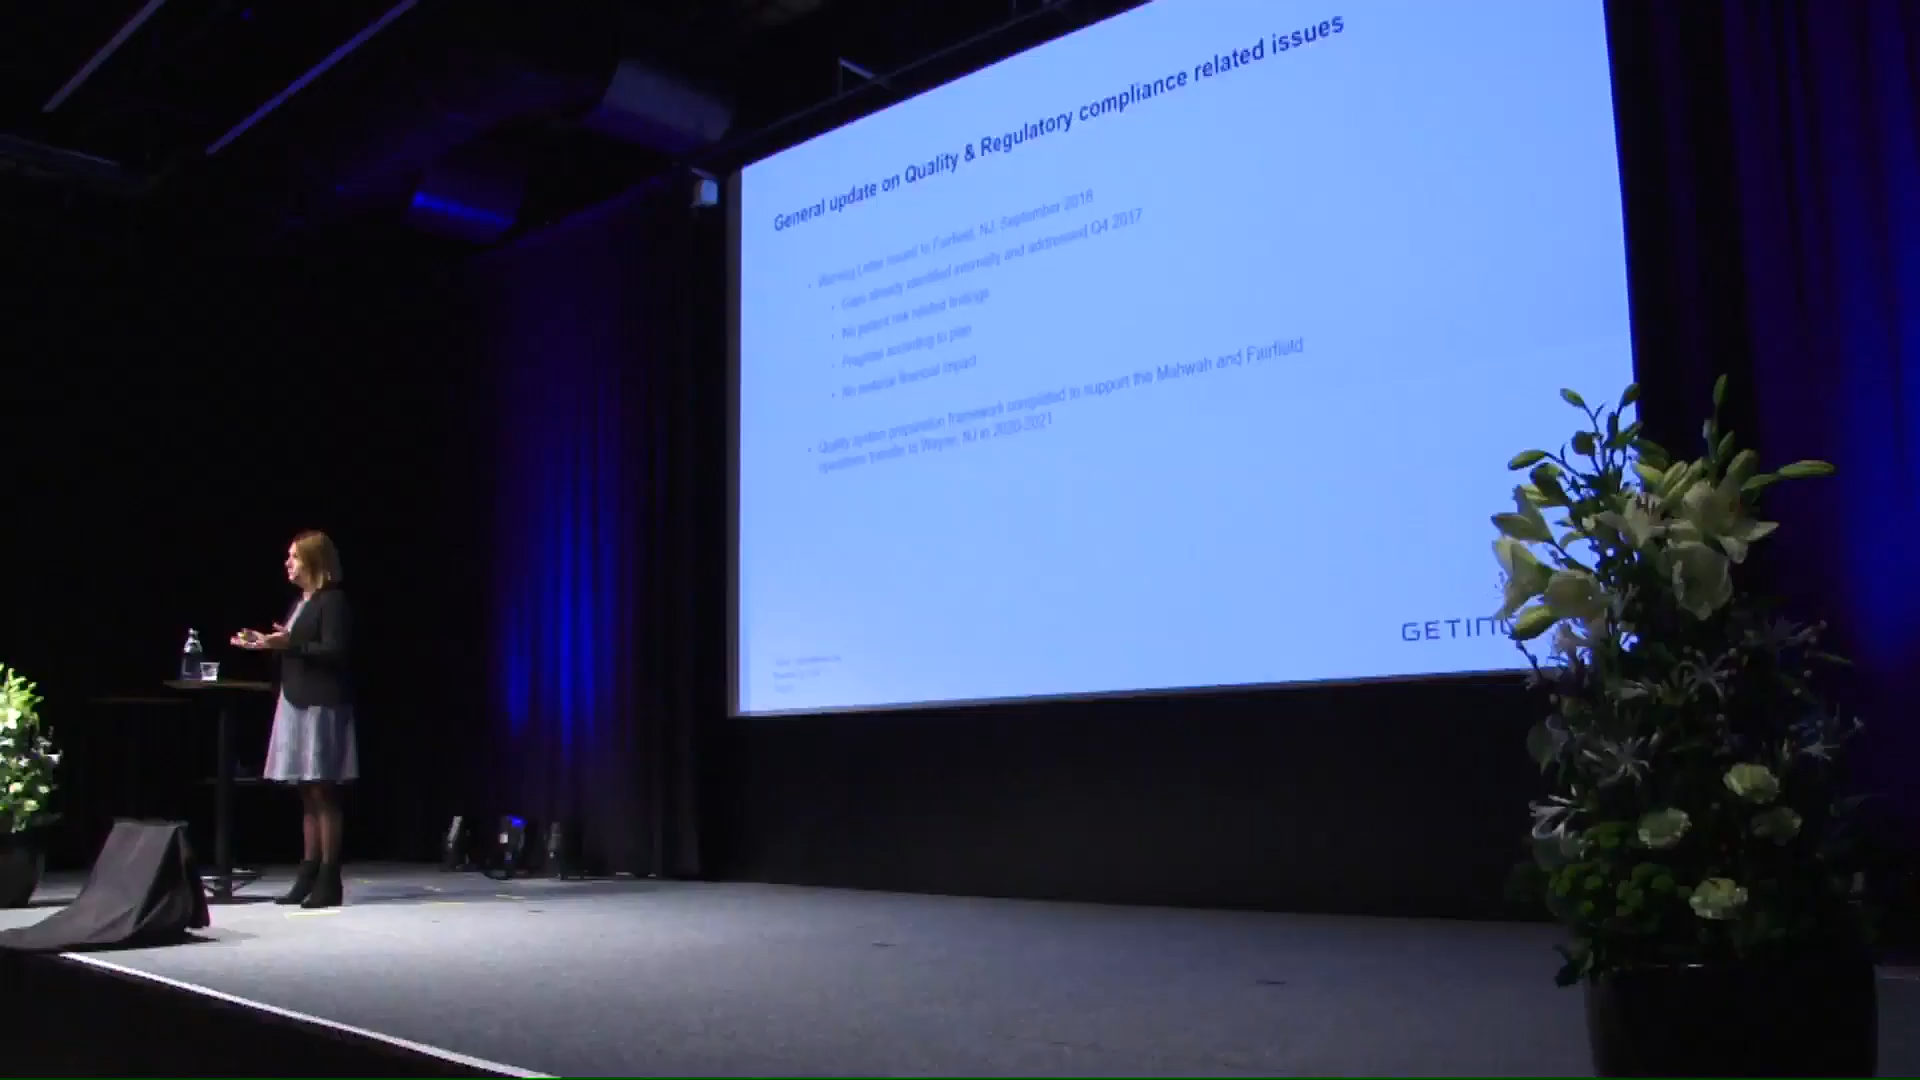 General update on Quality & Regulatory compliance related issues
Warning Letter issued to Fairfield, NJ, September 2018
Gaps already identified internally and addressed Q4 2017
No patient risk related findings
Progress according to plan
No material financial impact
Quality system preparation framework completed to support the Mahwah and Fairfield
operations transfer to Wayne, NJ in 2020-2021
GETING